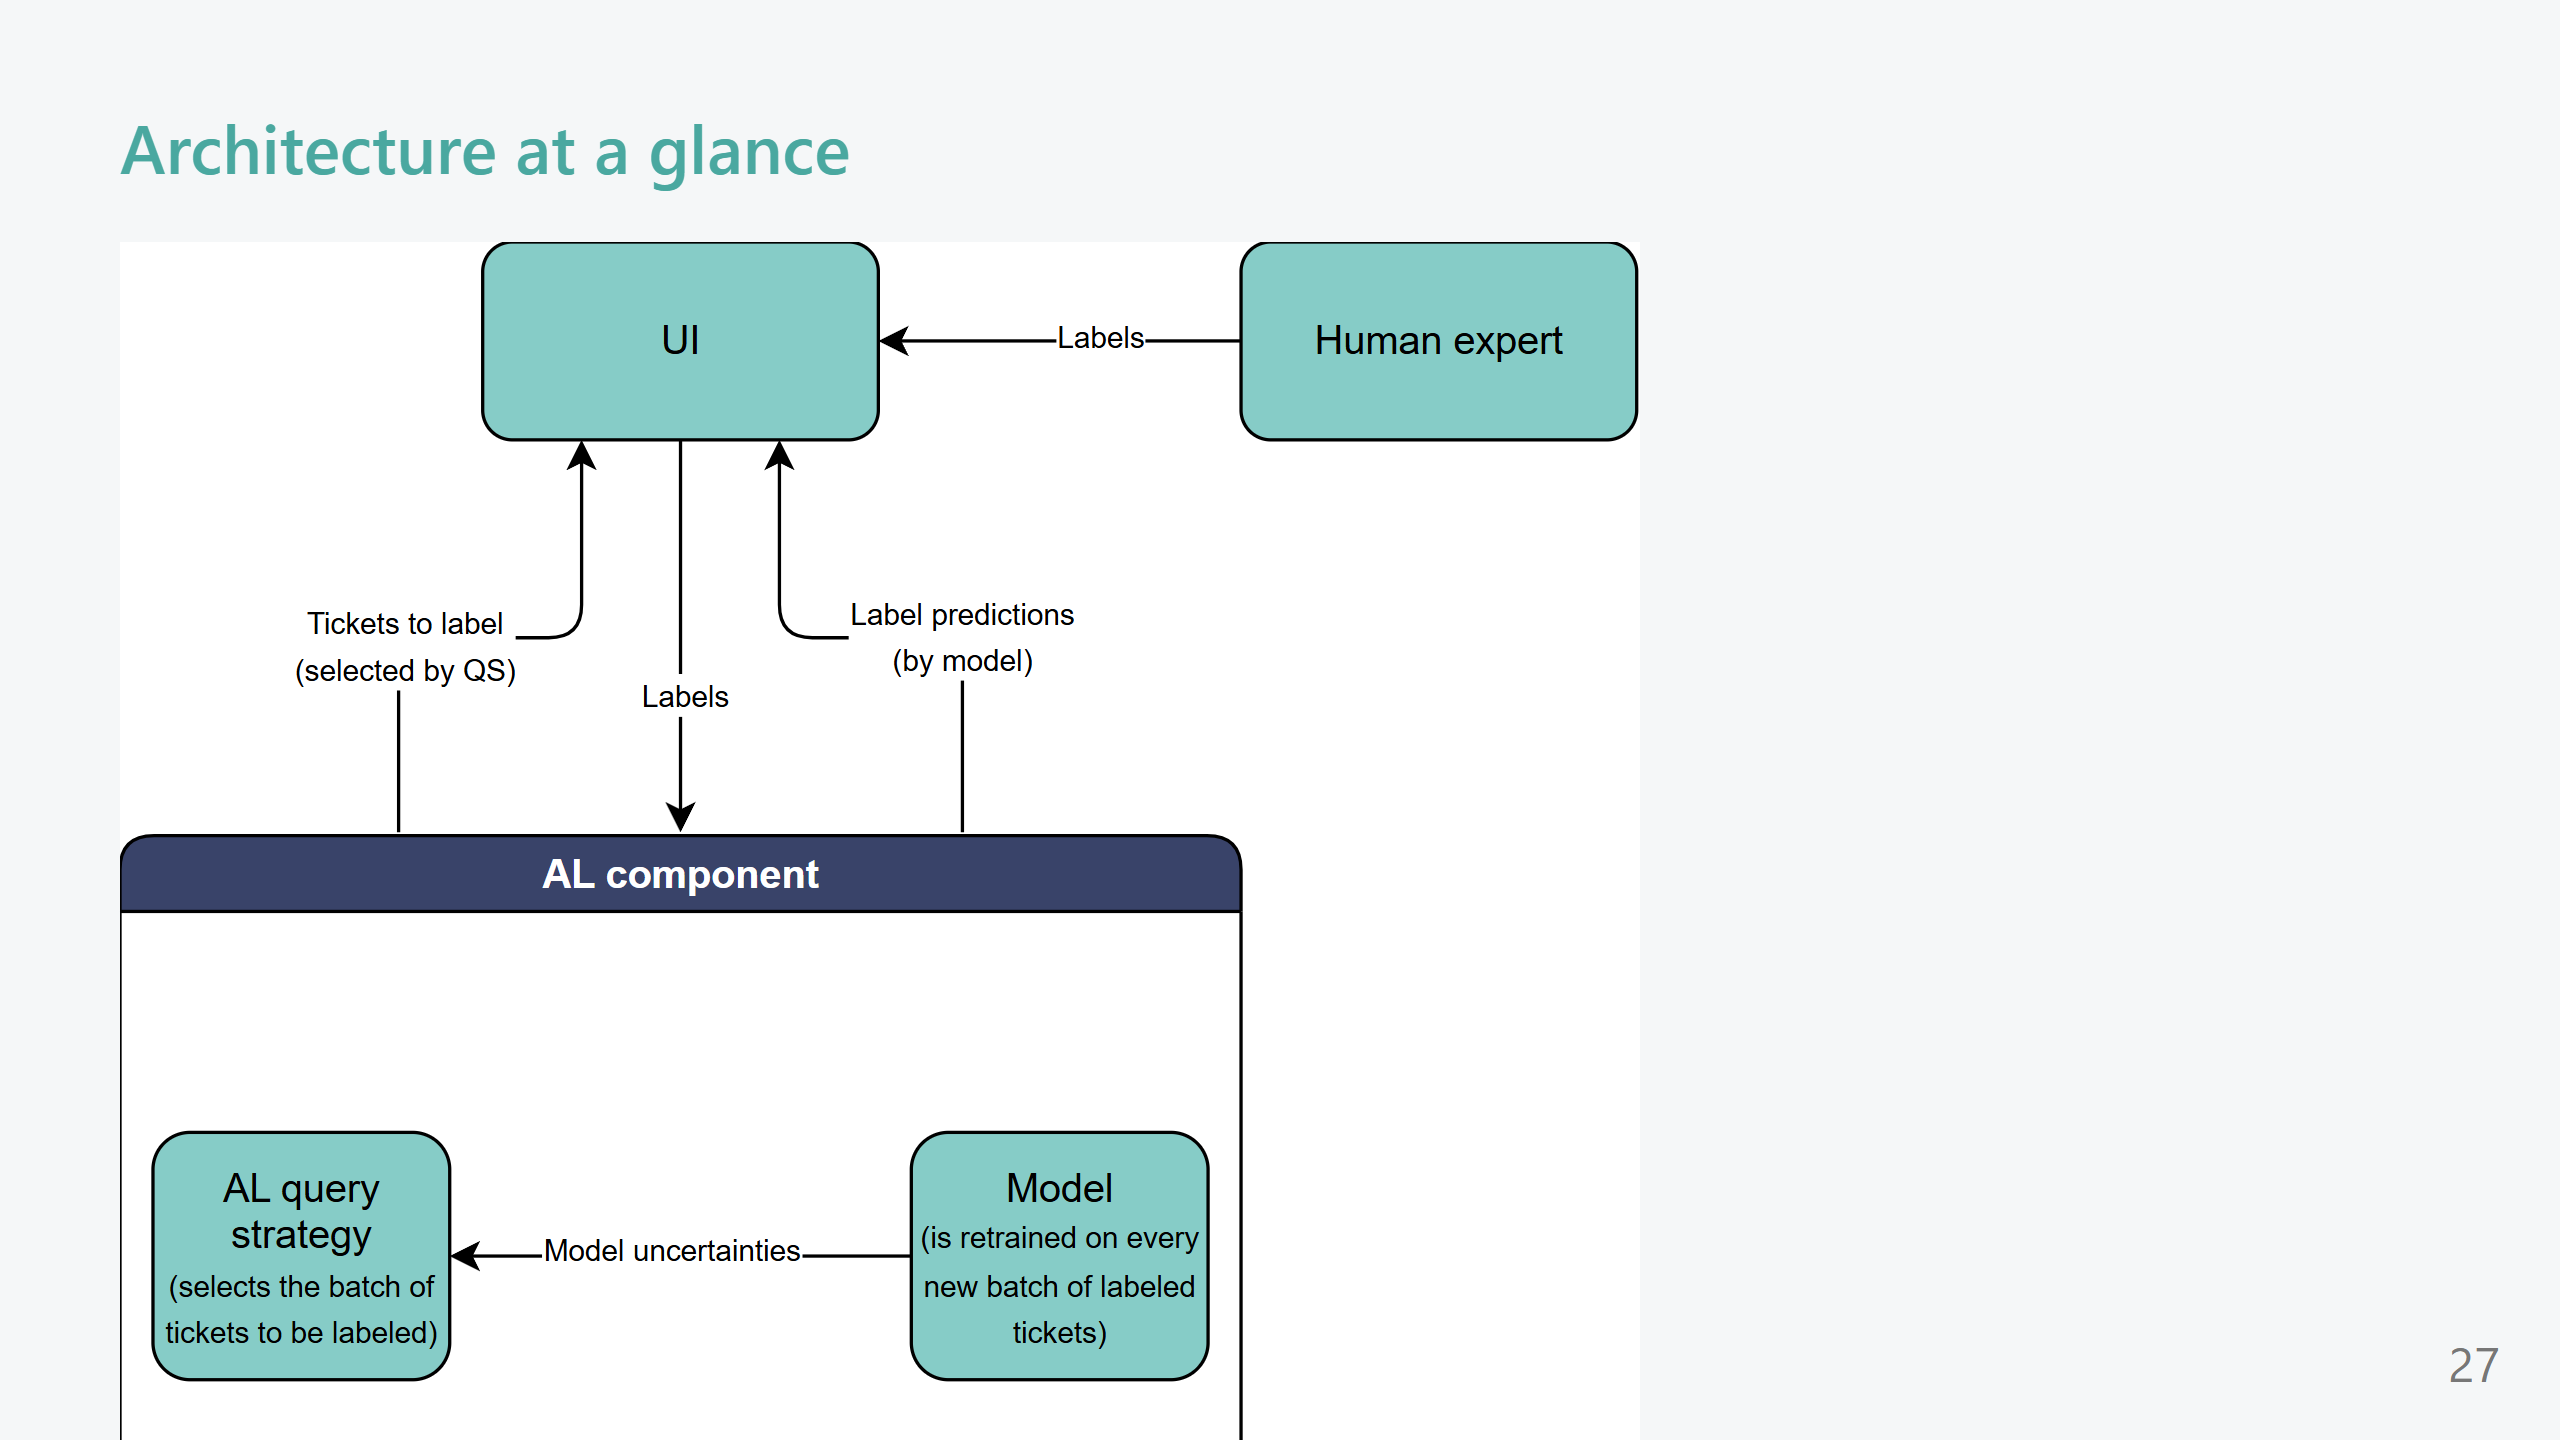 Architecture at a glance
UI
Labels
Human expert
Tickets to label
(selected by QS)
Labels
Label predictions
(by model)
AL component
AL query
strategy
(selects the batch of
tickets to be labeled)
Model uncertainties
Model
(is retrained on every
new batch of labeled
tickets)
27